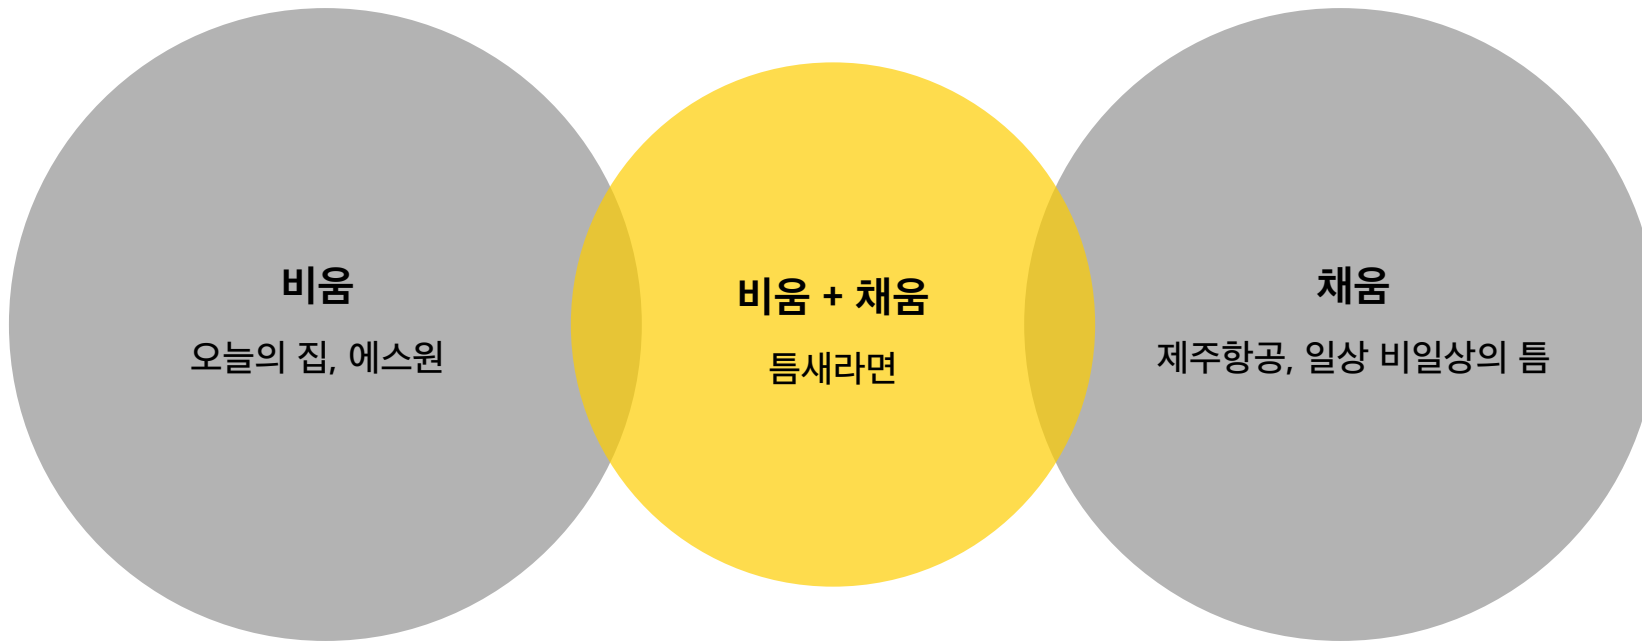 비움
오늘의 집, 에스원
비움 + 채움
틈새라면
채움
제주항공, 일상 비일상의 틈